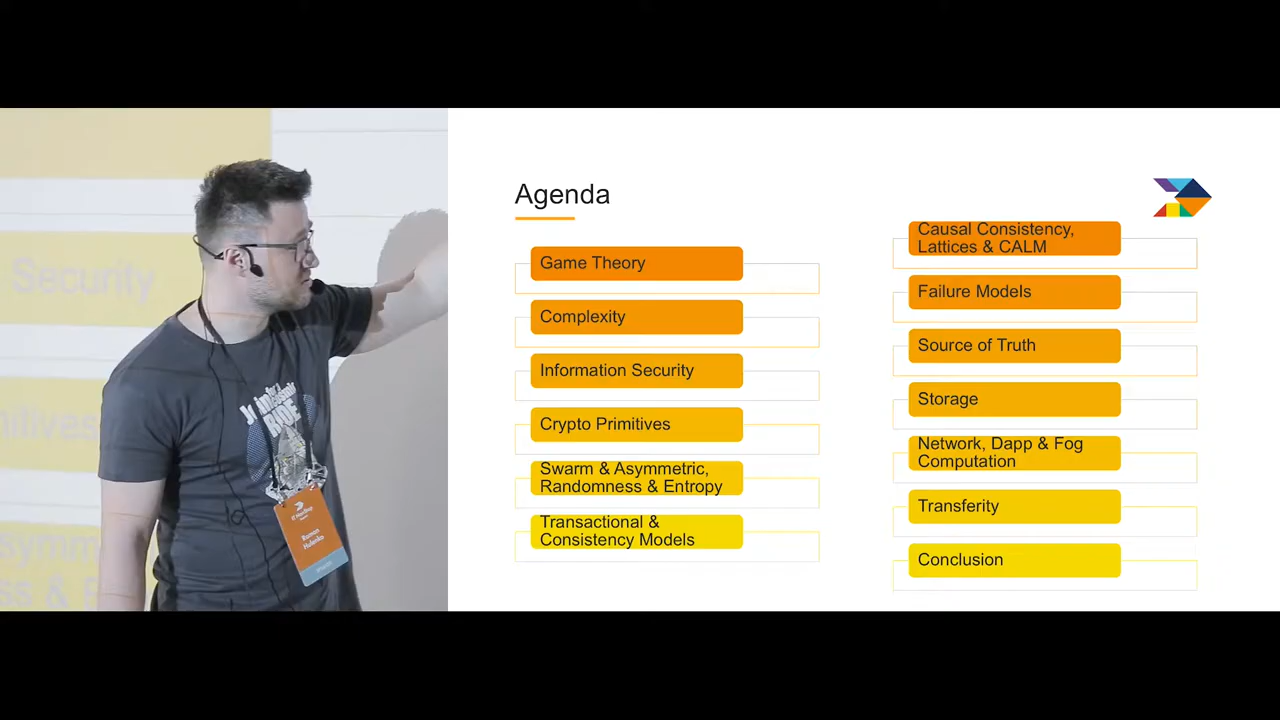 Security
Agenda
Game Theory
Complexity
Information Security
Crypto Primitives
Swarm & Asymmetric,
Randomness & Entropy
Transactional &
Consistency Models
Causal Consistency,
Lattices & CALM
Failure Models
Source of Truth
Storage
Network, Dapp & Fog
Computation
Transferity
Conclusion